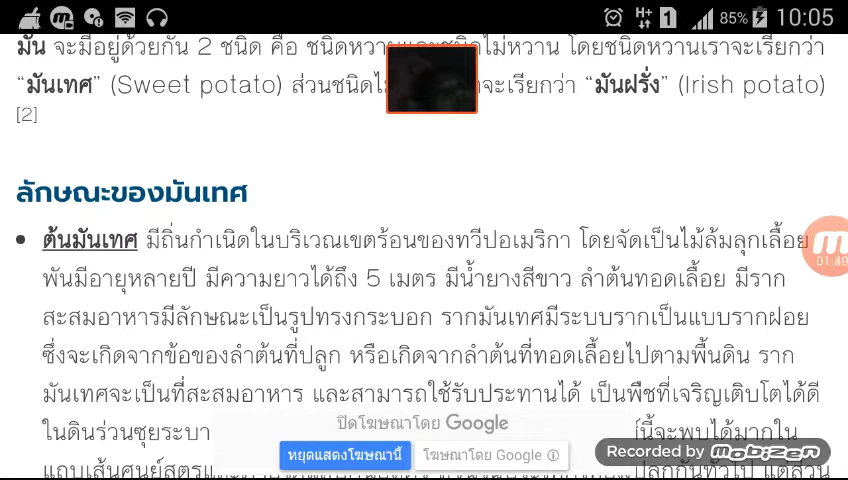 85% 10:05
มัน จะมีอยู่ด้วยกัน 2 ชนิด คือ ชนิดหวานและชนิดไม่หวาน โดยชนิดหวานเราจะเรียกว่า
“มันเทศ” (Sweet potato) ส่วนชนิดไ จะเรียกว่า “มันฝรั่ง” (Irish potato)
[2]
ลักษณะของมันเทศ
ต้นมันเทศ มีถิ่นกำเนิดในบริเวณเขตร้อนของทวีปอเมริกา โดยจัดเป็นไม้ล้มลุกเลื้อย
พันมีอายุหลายปี มีความยาวได้ถึง 5 เมตร มีน้ำยางสีขาว ลำต้นทอดเลื้อย มีราก
สะสมอาหารมีลักษณะเป็นรูปทรงกระบอก รากมันเทศมีระบบรากเป็นแบบรากฝอย
ซึ่งจะเกิดจากข้อของลำต้นที่ปลูก หรือเกิดจากลำต้นที่ทอดเลื้อยไปตามพื้นดิน ราก
มันเทศจะเป็นที่สะสมอาหาร และสามารถใช้รับประทานได้ เป็นพืชที่เจริญเติบโตได้ดี
ปิดโฆษณาโดย Google
ในดินร่วนซุยระบา นี้จะพบได้มากใน
หยุดแสดงโฆษณานี้ โฆษณาโดย Google
Recorded by mobizen
01:49